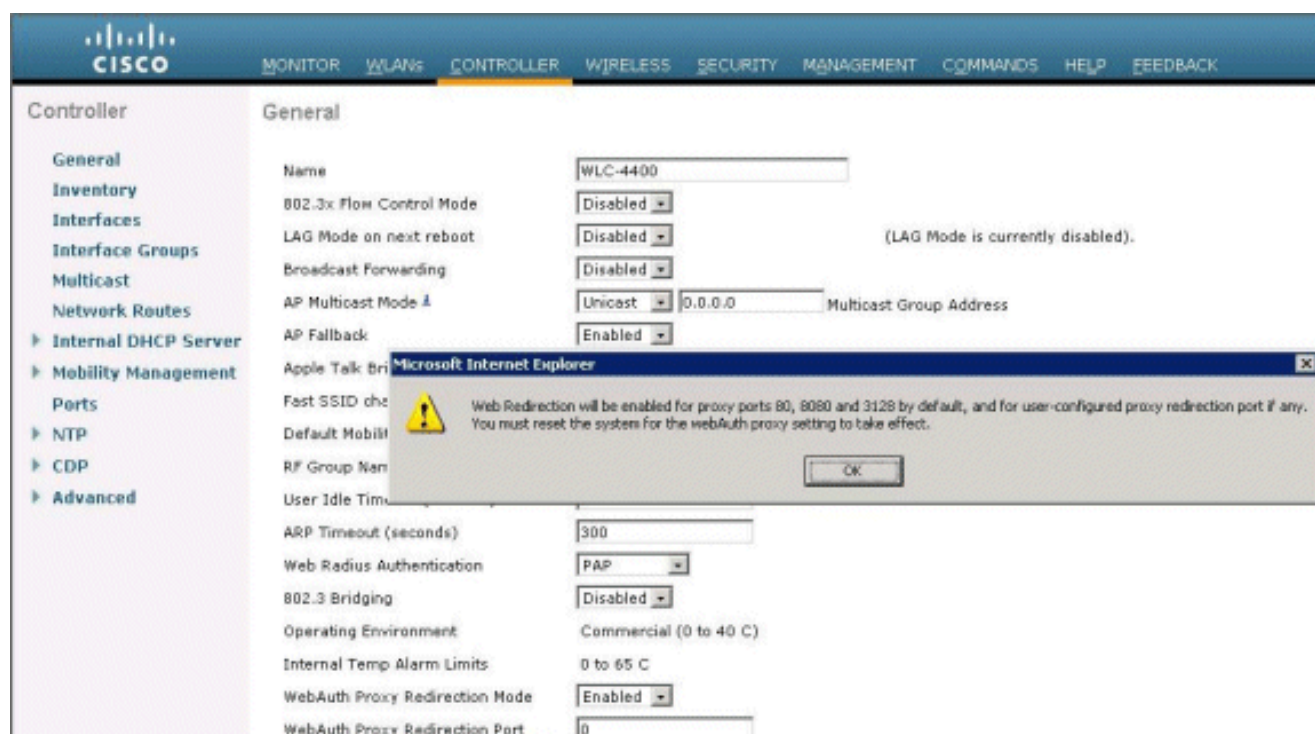 CISCO
MONITOR WLANs CONTROLLER WIRELESS SECURITY MANAGEMENT COMMANDS HELP FEEDBACK
Controller
General
Inventory
Interfaces
Interface Groups
Multicast
Network Routes
Internal DHCP Server
Mobility Management
Ports
NTP
CDP
Advanced
General
Name WLC-4400
802.3x Flow Control Mode Disabled
LAG Mode on next reboot Disabled (LAG Mode is currently disabled).
Broadcast Forwarding Disabled
AP Multicast Mode 1 Unicast 0.0.0.0 Multicast Group Address
AP Fallback Enabled
Apple Talk Bri
Fast SSID cha
Default Mobilit
RF Group Nam
User Idle Tim
Microsoft Internet Explorer
Web Redirection will be enabled for proxy ports 80, 8080 and 3128 by default, and for user-configured proxy redirection port if any.
You must reset the system for the webAuth proxy setting to take effect.
OK
ARP Timeout (seconds) 300
Web Radius Authentication PAP
802.3 Bridging Disabled
Operating Environment Commercial (0 to 40 C)
Internal Temp Alarm Limits 0 to 65 C
WebAuth Proxy Redirection Mode Enabled
WebAuth Proxy Redirection Port 0